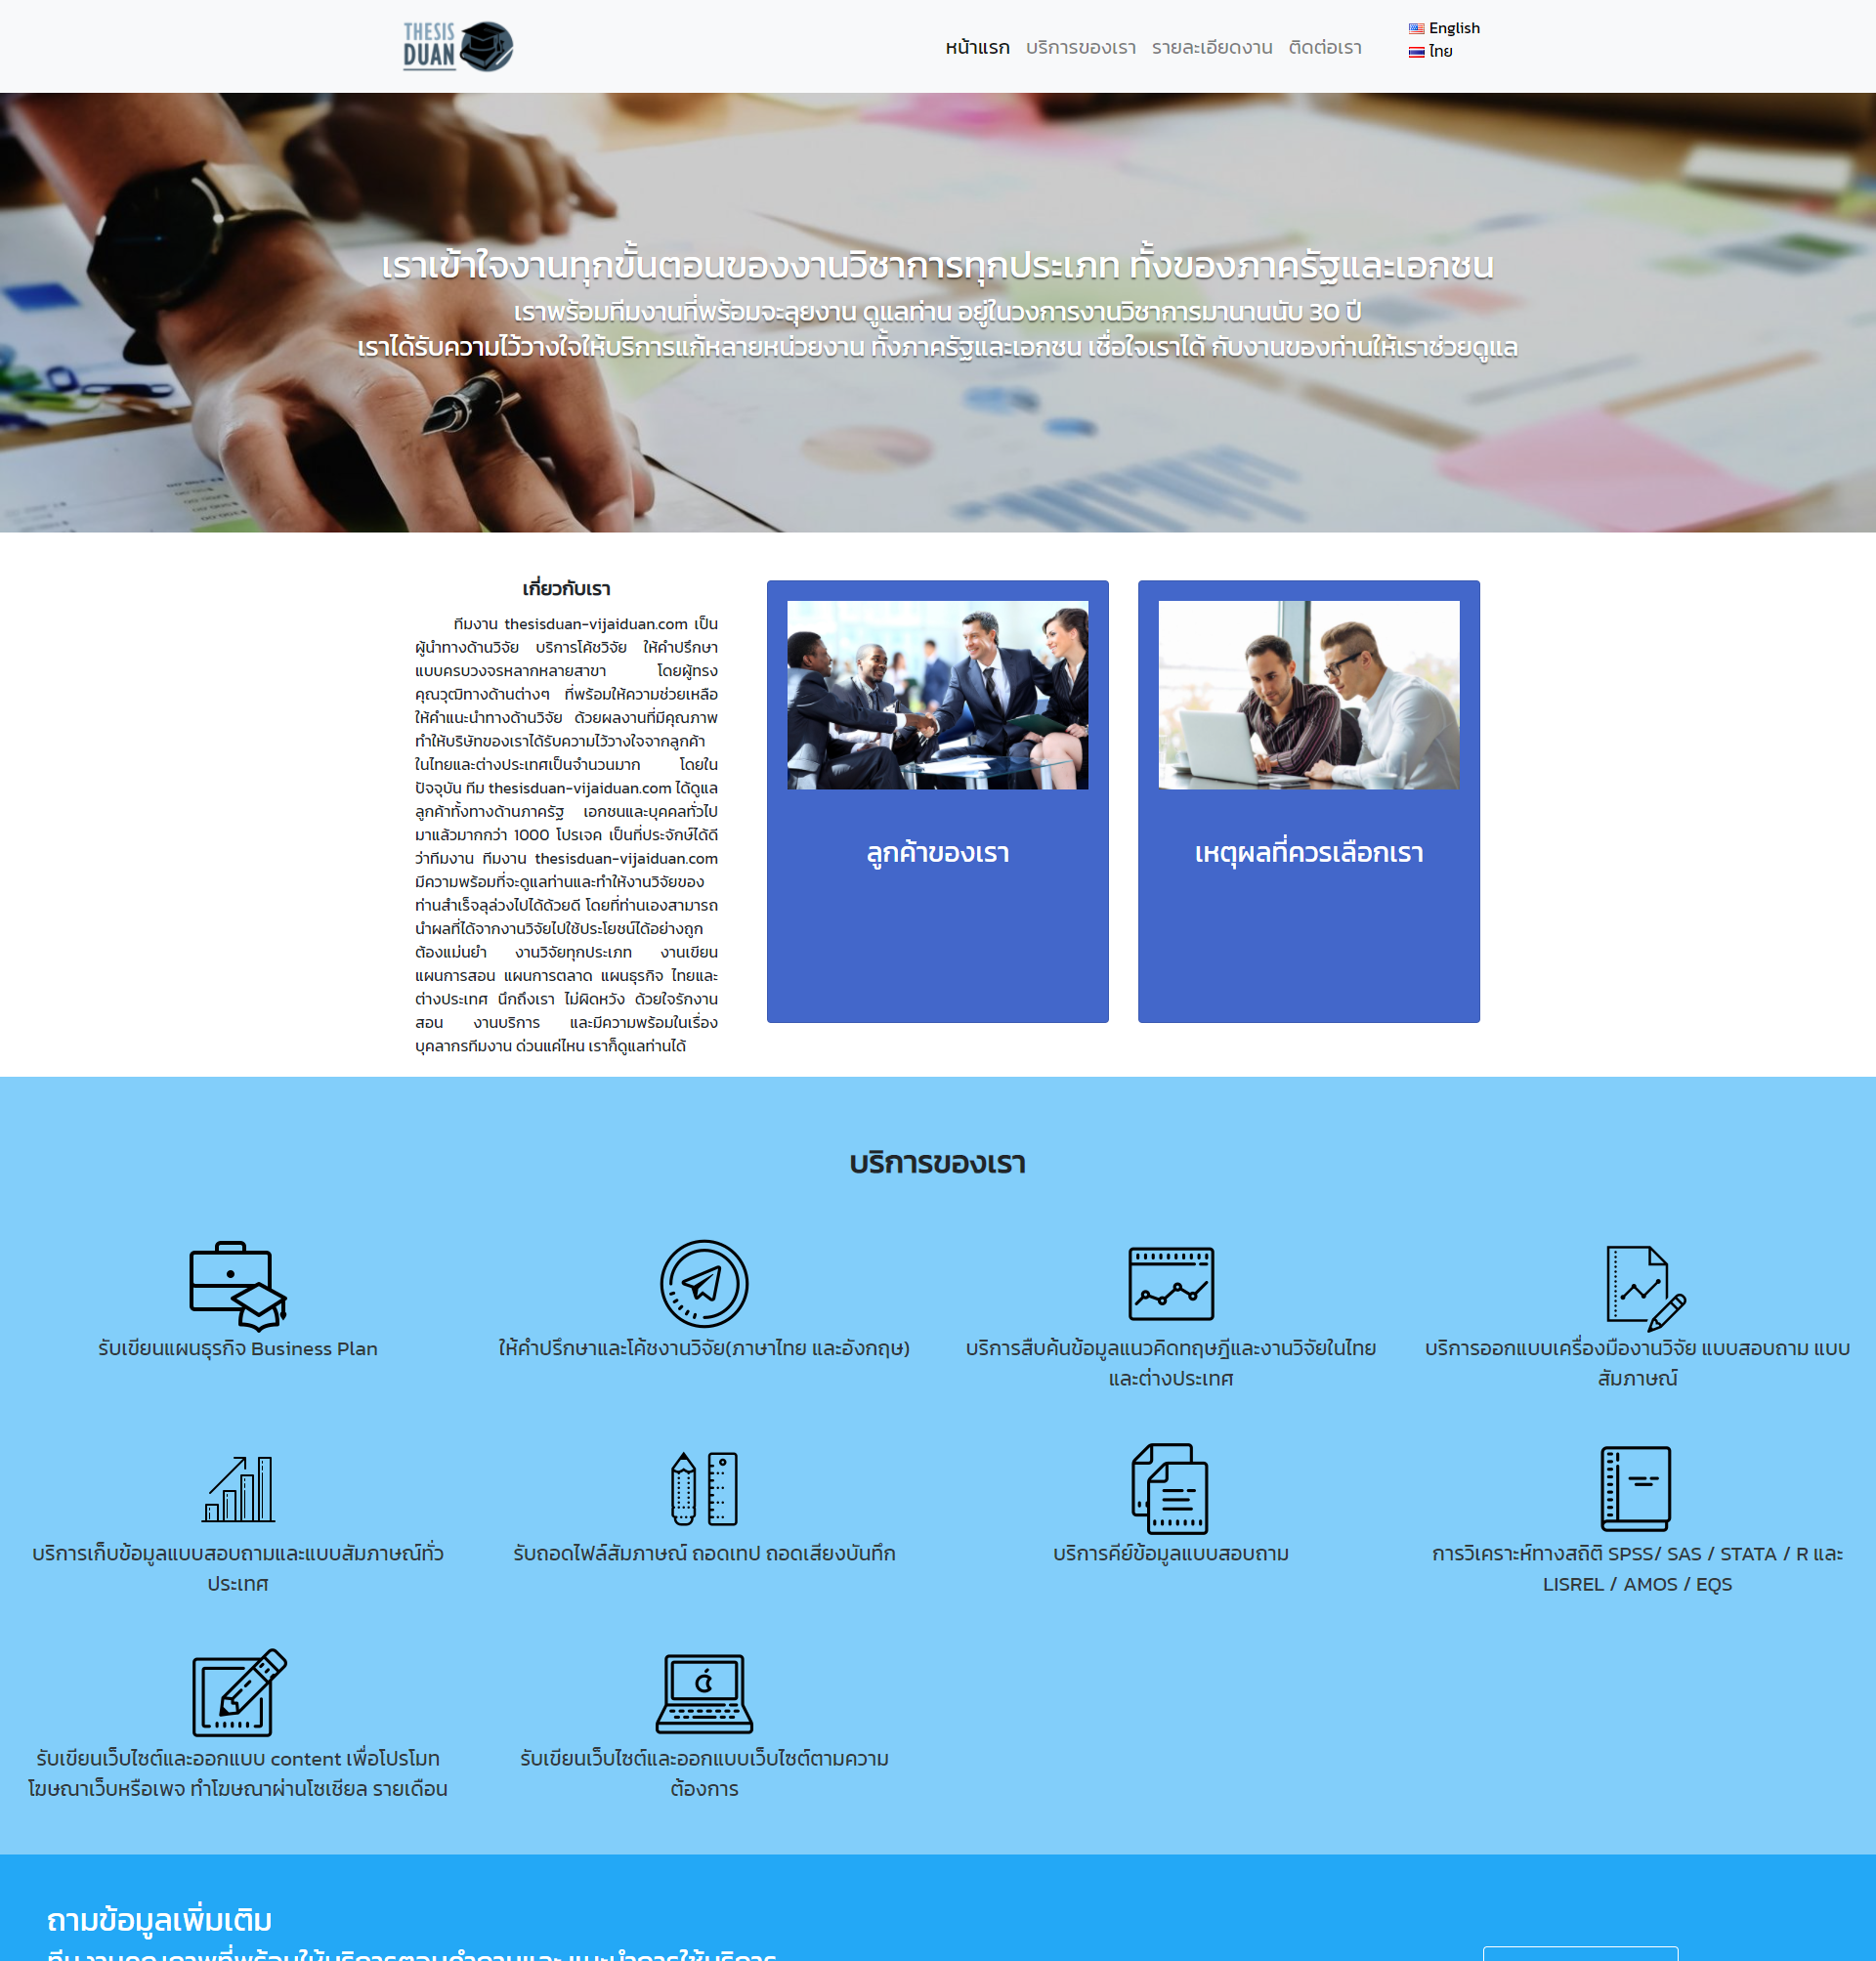 THESIS
DUAN
หน้าแรก บริการของเรา รายละเอียดงาน ติดต่อเรา
English
ไทย
เราเข้าใจงานทุกขั้นตอนของงานวิชาการทุกประเภท ทั้งของภาครัฐและเอกชน
เราพร้อมทีมงานที่พร้อมจะลุยงาน ดูแลท่าน อยู่ในวงการงานวิชาการมานานนับ 30 ปี
เราได้รับความไว้วางใจให้บริการแก้หลายหน่วยงาน ทั้งภาครัฐและเอกชน เชื่อใจเราได้ กับงานของท่านให้เราช่วยดูแล
เกี่ยวกับเรา
ทีมงาน thesisduan-vijaiduan.com เป็น
ผู้นำทางด้านวิจัย บริการโค้ชวิจัย ให้คำปรึกษา
แบบครบวงจรหลากหลายสาขา โดยผู้ทรง
คุณวุฒิทางด้านต่างๆ ที่พร้อมให้ความช่วยเหลือ
ให้คำแนะนำทางด้านวิจัย ด้วยผลงานที่มีคุณภาพ
ทำให้บริษัทของเราได้รับความไว้วางใจจากลูกค้า
ในไทยและต่างประเทศเป็นจำนวนมาก โดยใน
ปัจจุบัน ทีม thesisduan-vijaiduan.com ได้ดูแล
ลูกค้าทั้งทางด้านภาครัฐ เอกชนและบุคคลทั่วไป
มาแล้วมากกว่า 1000 โปรเจค เป็นที่ประจักษ์ได้ดี
ว่าทีมงาน ทีมงาน thesisduan-vijaiduan.com
มีความพร้อมที่จะดูแลท่านและทำให้งานวิจัยของ
ท่านสำเร็จลุล่วงไปได้ด้วยดี โดยที่ท่านเองสามารถ
นำผลที่ได้จากงานวิจัยไปใช้ประโยชน์ได้อย่างถูก
ต้องแม่นยำ งานวิจัยทุกประเภท งานเขียน
แผนการสอน แผนการตลาด แผนธุรกิจ ไทยและ
ต่างประเทศ นึกถึงเรา ไม่ผิดหวัง ด้วยใจรักงาน
สอน งานบริการ และมีความพร้อมในเรื่อง
บุคลากรทีมงาน ด่วนแค่ไหน เราก็ดูแลท่านได้
ลูกค้าของเรา
เหตุผลที่ควรเลือกเรา
บริการของเรา
รับเขียนแผนธุรกิจ Business Plan
ให้คำปรึกษาและโค้ชงานวิจัย(ภาษาไทย และอังกฤษ)
บริการสืบค้นข้อมูลแนวคิดทฤษฎีและงานวิจัยในไทย
และต่างประเทศ
บริการออกแบบเครื่องมืองานวิจัย แบบสอบถาม แบบ
สัมภาษณ์
บริการเก็บข้อมูลแบบสอบถามและแบบสัมภาษณ์ทั่ว
ประเทศ
รับถอดไฟล์สัมภาษณ์ ถอดเทป ถอดเสียงบันทึก
บริการคีย์ข้อมูลแบบสอบถาม
การวิเคราะห์ทางสถิติ SPSS/ SAS / STATA / R และ
LISREL / AMOS / EQS
รับเขียนเว็บไซต์และออกแบบ content เพื่อโปรโมท
โฆษณาเว็บหรือเพจ ทำโฆษณาผ่านโซเชียล รายเดือน
รับเขียนเว็บไซต์และออกแบบเว็บไซต์ตามความ
ต้องการ
ถามข้อมูลเพิ่มเติม
ทีมงานคุณภาพที่พร้อมให้บริการตอบคำถามและแนะนำการใช้บริการ